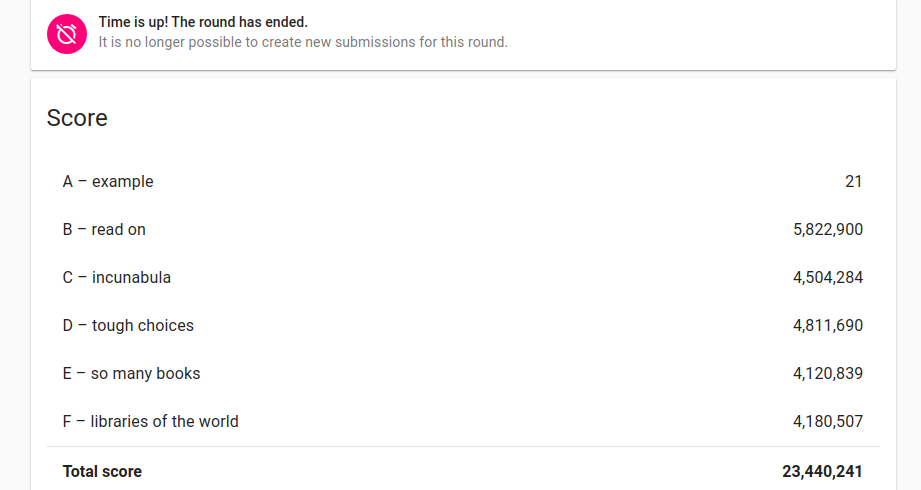 Time is up! The round has ended.
It is no longer possible to create new submissions for this round.
Score
A – example 21
B – read on 5,822,900
C – incunabula 4,504,284
D – tough choices 4,811,690
E – so many books 4,120,839
F – libraries of the world 4,180,507
Total score 23,440,241